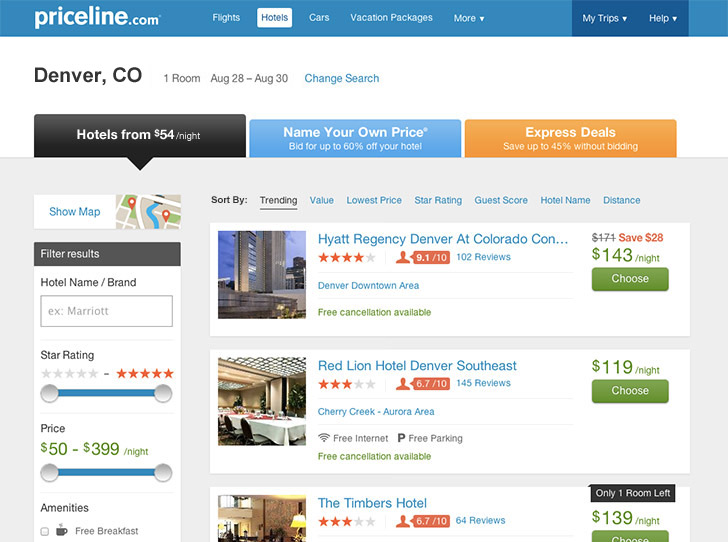 priceline.com
Flights Hotels Cars Vacation Packages More ▼ My Trips ▼ Help ▼
Denver, CO 1 Room Aug 28 – Aug 30 Change Search
Hotels from $54/night
Name Your Own Price®
Bid for up to 60% off your hotel
Express Deals
Save up to 45% without bidding
Show Map
Filter results
Hotel Name / Brand
ex: Marriott
Star Rating
–
Price
$50 - $399 /night
Amenities
Free Breakfast
Sort By: Trending Value Lowest Price Star Rating Guest Score Hotel Name Distance
Hyatt Regency Denver At Colorado Con...
9.1 /10 102 Reviews
Denver Downtown Area
Free cancellation available
$171 Save $28
$143 /night
Choose
Red Lion Hotel Denver Southeast
6.7 /10 145 Reviews
Cherry Creek - Aurora Area
Free Internet P Free Parking
Free cancellation available
$119 /night
Choose
The Timbers Hotel
6.7 /10 64 Reviews
Only 1 Room Left
$139 /night
Choose